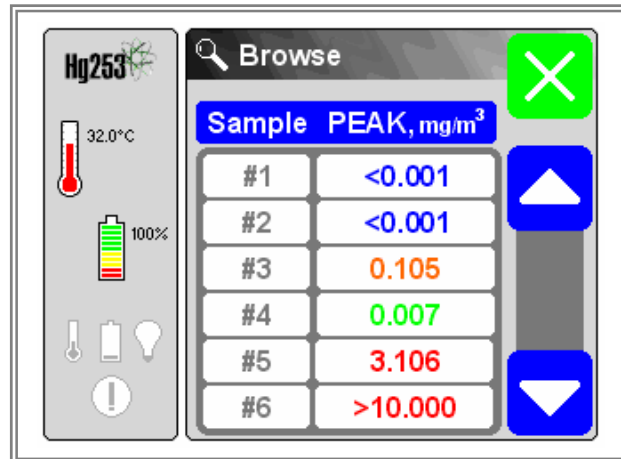 Hg253
32.0°C
100%
Browse
Sample PEAK, mg/m³
#1 <0.001
#2 <0.001
#3 0.105
#4 0.007
#5 3.106
#6 >10.000